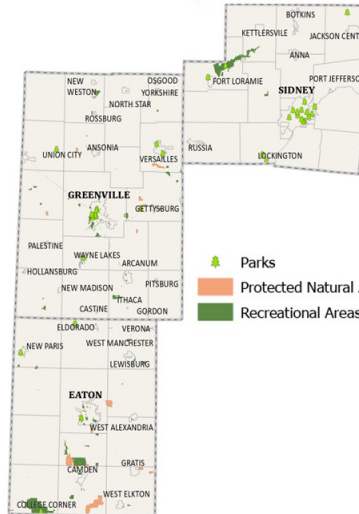 BOTKINS
KETTLERSVILLE
JACKSON CENT
ANNA
PORT JEFFERS
FORT LORAMIE
SIDNEY
RUSSIA
LOCKINGTON
NEW
WESTON
OSGOOD
YORKSHIRE
NORTH STAR
ROSSBURG
UNION CITY
ANSONIA
VERSAILLES
GREENVILLE
GETTYSBURG
PALESTINE
WAYNE LAKES
ARCANUM
HOLLANSBURG
PITSBURG
NEW MADISON
ITHACA
CASTINE
GORDON
ELDORADO
VERONA
NEW PARIS
WEST MANCHESTER
LEWISBURG
EATON
WEST ALEXANDRIA
CAMDEN
GRATIS
WEST ELKTON
COLLEGE CORNER
Parks
Protected Natural
Recreational Areas